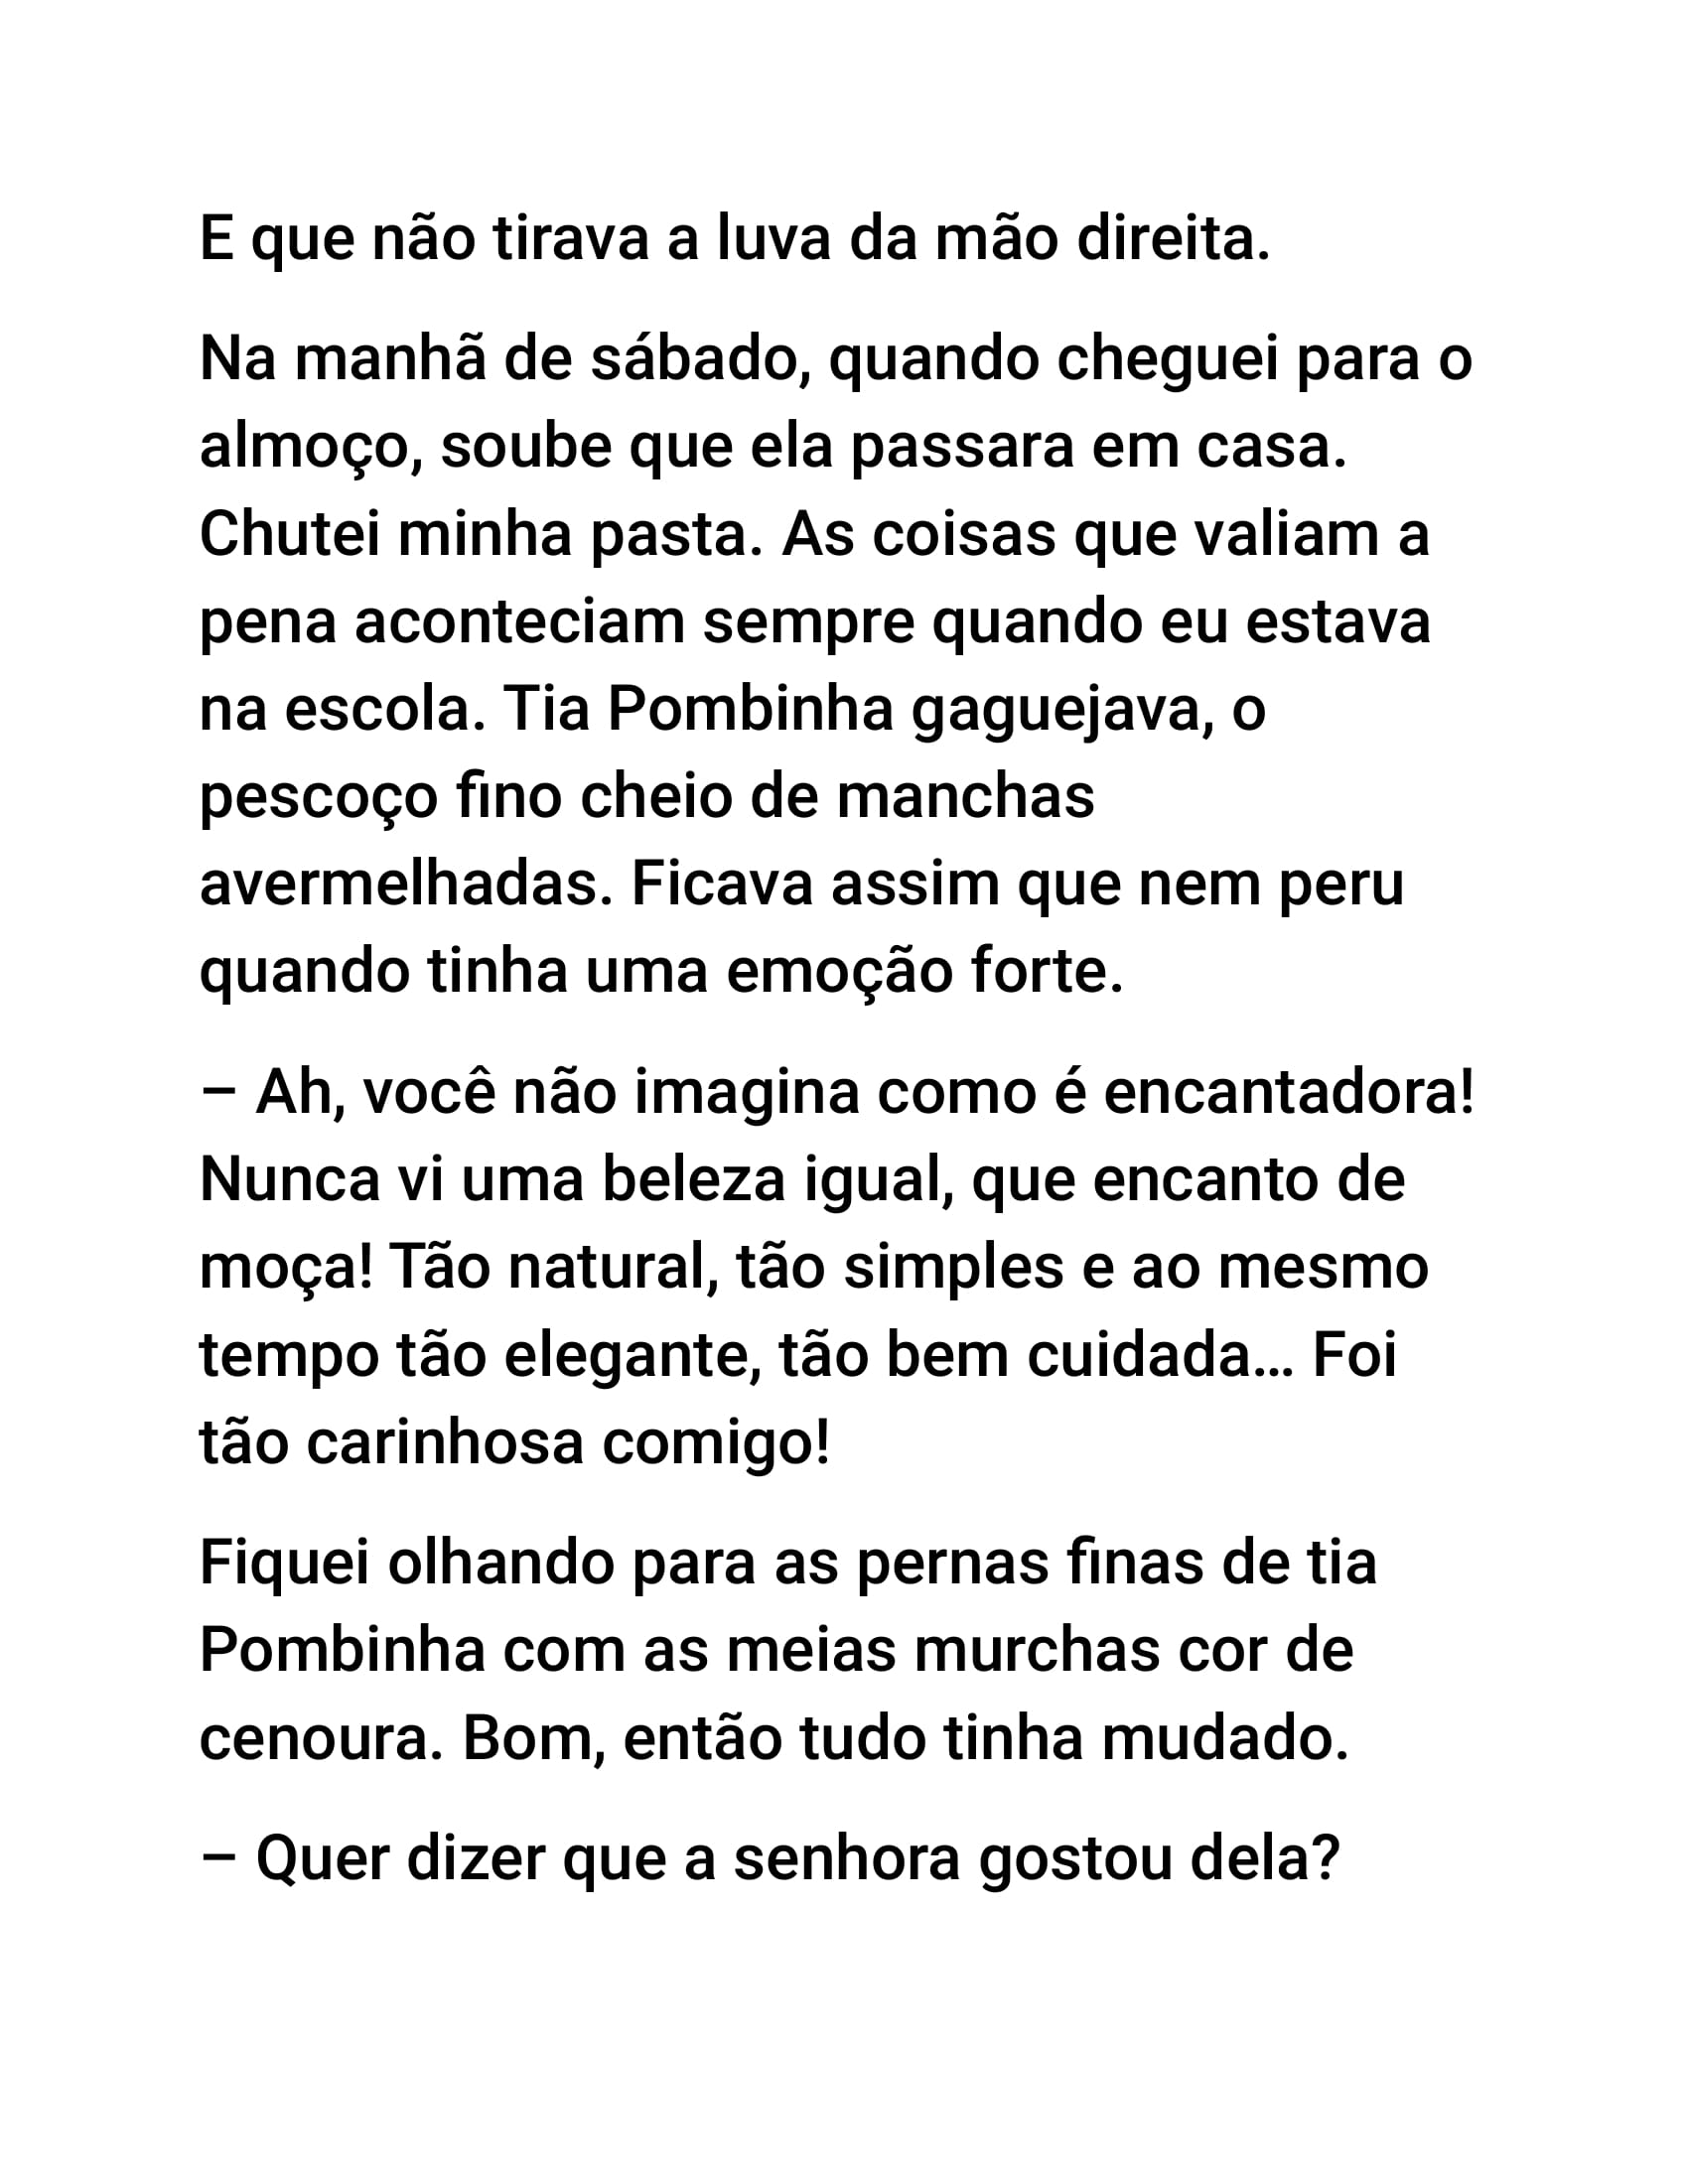 E que não tirava a luva da mão direita.
Na manhã de sábado, quando cheguei para o
almoço, soube que ela passara em casa.
Chutei minha pasta. As coisas que valiam a
pena aconteciam sempre quando eu estava
na escola. Tia Pombinha gaguejava, o
pescoço fino cheio de manchas
avermelhadas. Ficava assim que nem peru
quando tinha uma emoção forte.
– Ah, você não imagina como é encantadora!
Nunca vi uma beleza igual, que encanto de
moça! Tão natural, tão simples e ao mesmo
tempo tão elegante, tão bem cuidada… Foi
tão carinhosa comigo!
Fiquei olhando para as pernas finas de tia
Pombinha com as meias murchas cor de
cenoura. Bom, então tudo tinha mudado.
– Quer dizer que a senhora gostou dela?